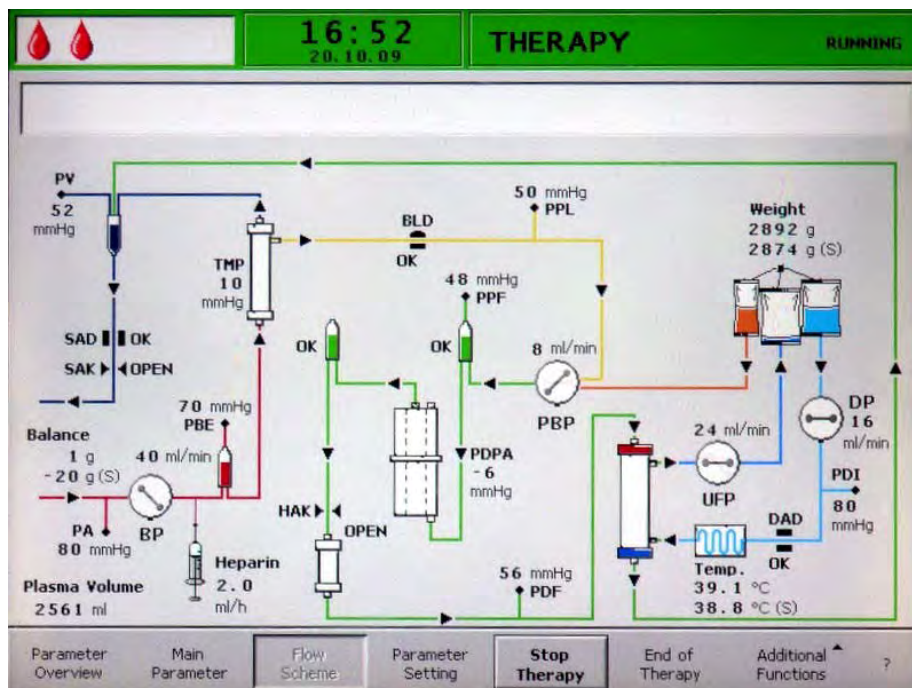 16:52
20.10.09
THERAPY
RUNNING
PV
52
mmHg
SAD
OK
SAK
OPEN
TMP
10
mmHg
BLD
OK
50 mmHg
PPL
48 mmHg
PPF
OK
OK
Weight
2892 g
2874 g (S)
8 ml/min
PBP
DP
16
ml/min
24 ml/min
UFP
PDI
80
mmHg
DAD
OK
Temp.
39.1 °C
38.8 °C (S)
70 mmHg
PBE
Balance
1 g
-20 g (S)
40 ml/min
BP
PA
80 mmHg
Plasma Volume
2561 ml
Heparin
2.0
ml/h
PDPA
-6
mmHg
HAK
OPEN
56 mmHg
PDF
Parameter
Overview
Main
Parameter
Flow
Scheme
Parameter
Setting
Stop
Therapy
End of
Therapy
Additional
Functions
?